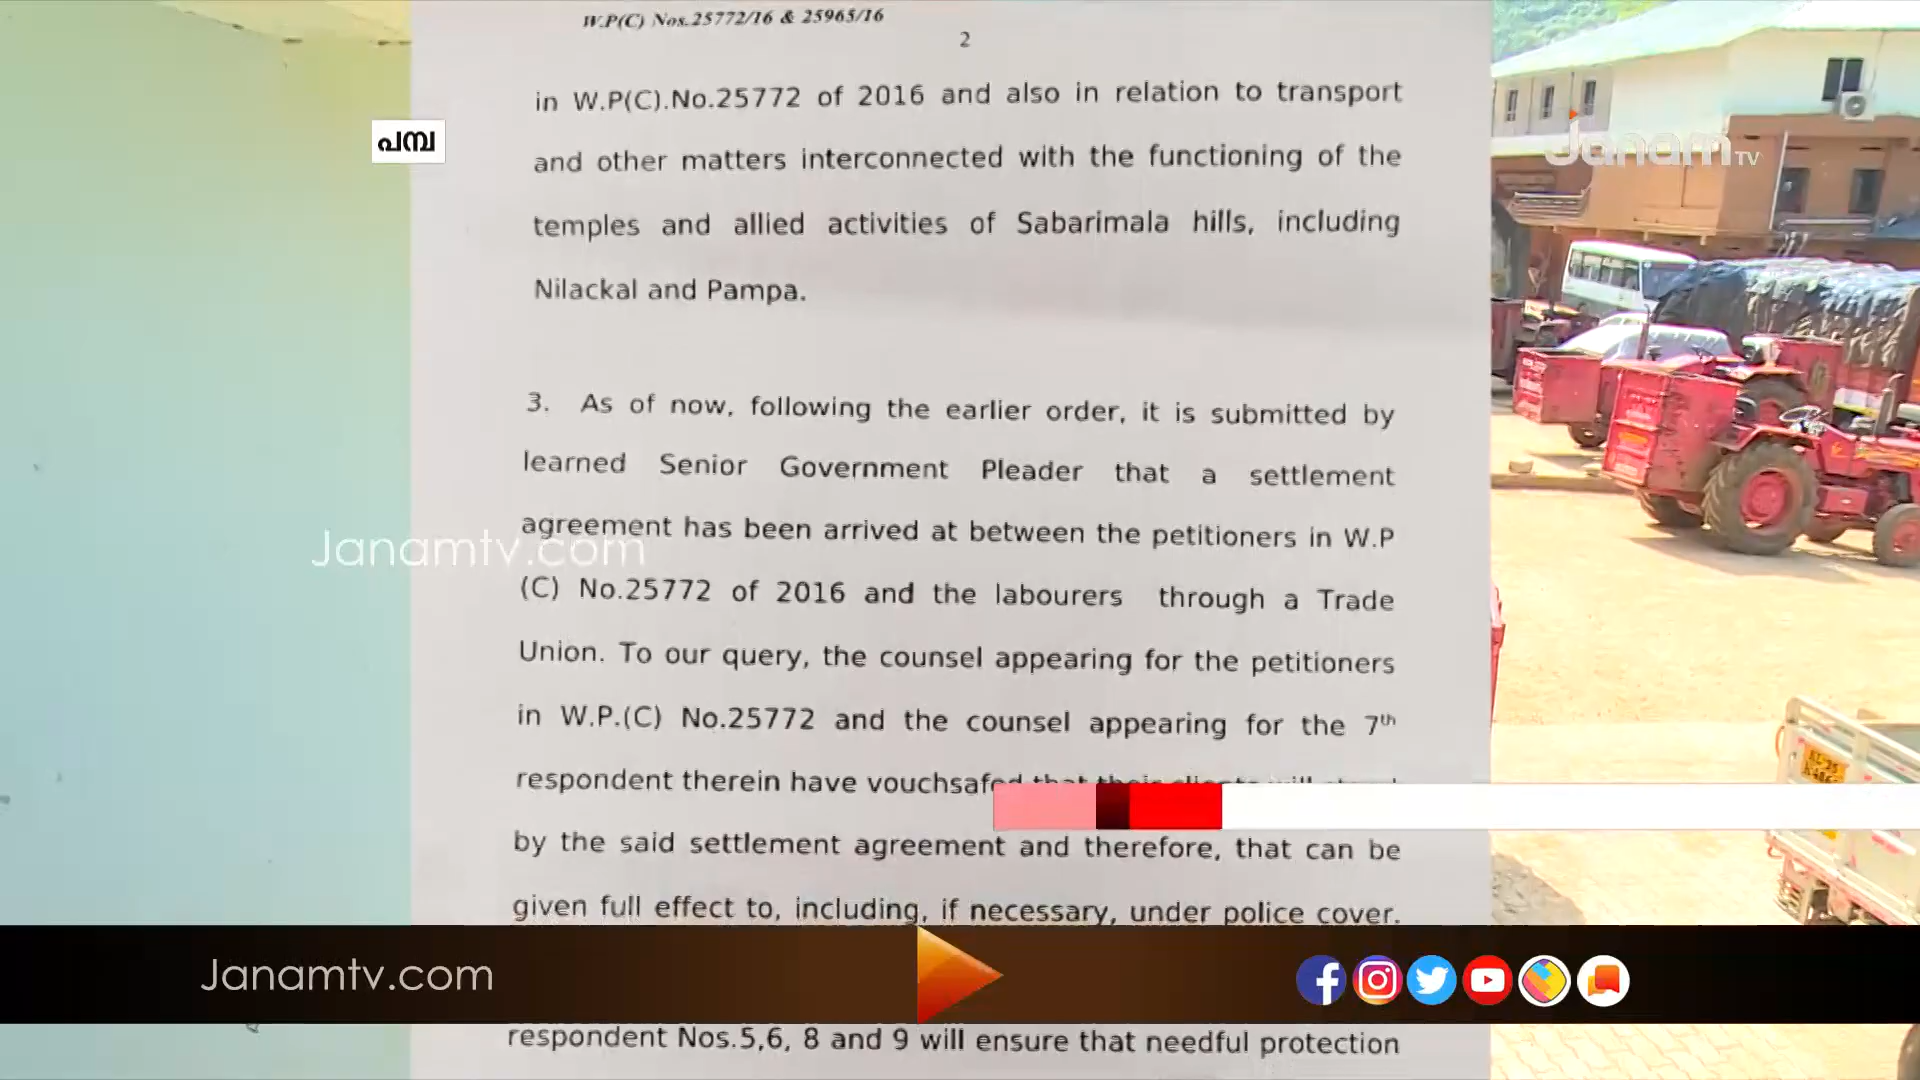 W.P(C) Nos.25772/16 & 25965/16
2
in W.P(C).No.25772 of 2016 and also in relation to transport
and other matters interconnected with the functioning of the
temples and allied activities of Sabarimala hills, including
Nilackal and Pampa.
3. As of now, following the earlier order, it is submitted by
learned Senior Government Pleader that a settlement
agreement has been arrived at between the petitioners in W.P
(C) No.25772 of 2016 and the labourers through a Trade
Union. To our query, the counsel appearing for the petitioners
in W.P.(C) No.25772 and the counsel appearing for the 7th
respondent therein have vouchsafed that their clients will
by the said settlement agreement and therefore, that can be
given full effect to, including, if necessary, under police cover.
respondent Nos.5,6, 8 and 9 will ensure that needful protection
പമ്പ
Janam TV
Janamtv.com
Janamtv.com